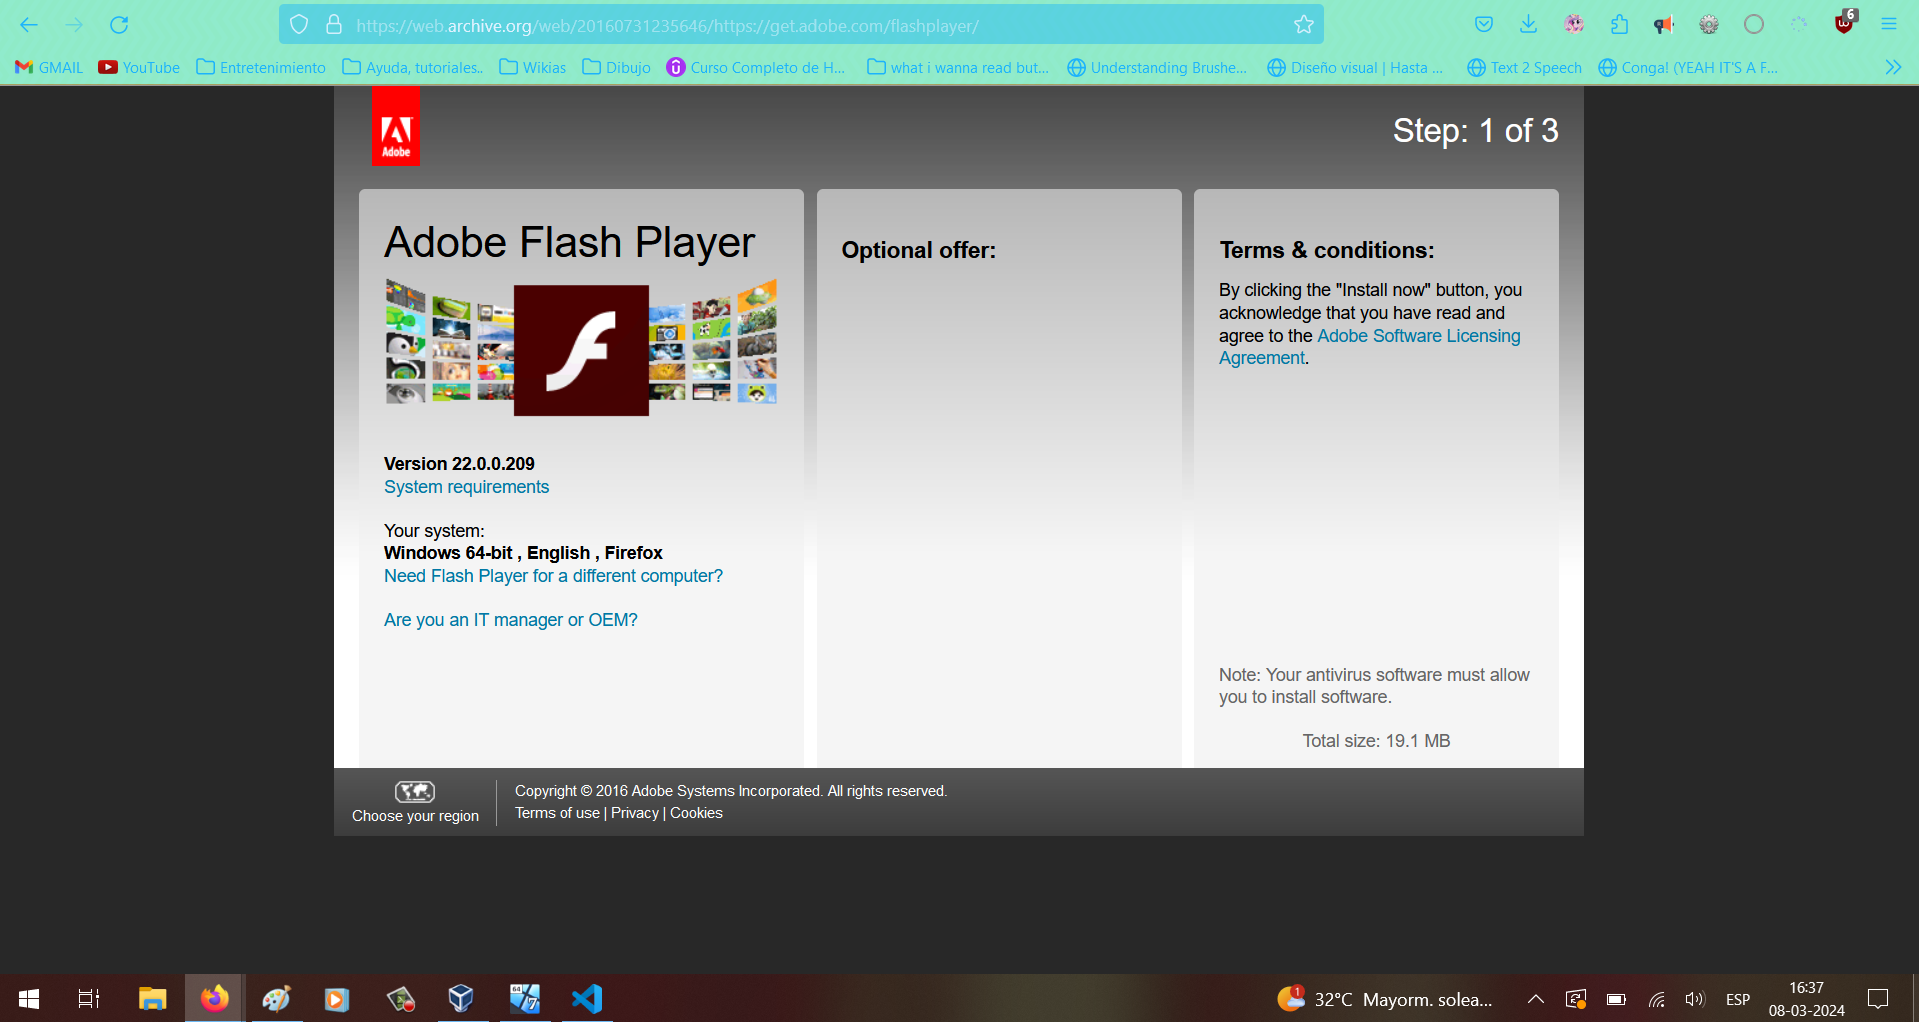 https://web.archive.org/web/20160731235646/https://get.adobe.com/flashplayer/
6
GMAIL
YouTube
Entretenimiento
Ayuda, tutoriales..
Wikias
Dibujo
Curso Completo de H...
what i wanna read but...
Understanding Brushe...
Diseño visual | Hasta ...
Text 2 Speech
Conga! (YEAH IT'S A F...
Adobe
Step: 1 of 3
Adobe Flash Player
Version 22.0.0.209
System requirements
Your system:
Windows 64-bit , English , Firefox
Need Flash Player for a different computer?
Are you an IT manager or OEM?
Optional offer:
Terms & conditions:
By clicking the "Install now" button, you
acknowledge that you have read and
agree to the Adobe Software Licensing
Agreement.
Note: Your antivirus software must allow
you to install software.
Total size: 19.1 MB
Choose your region
Copyright © 2016 Adobe Systems Incorporated. All rights reserved.
Terms of use | Privacy | Cookies
64
7
1
32°C Mayorm. solea...
ESP
16:37
08-03-2024